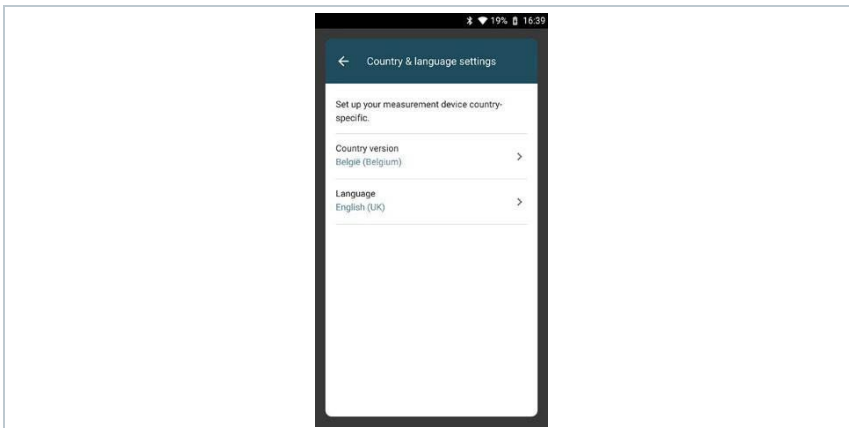 19% 16:39
Country & language settings
Set up your measurement device country-
specific.
Country version
België (Belgium)
Language
English (UK)